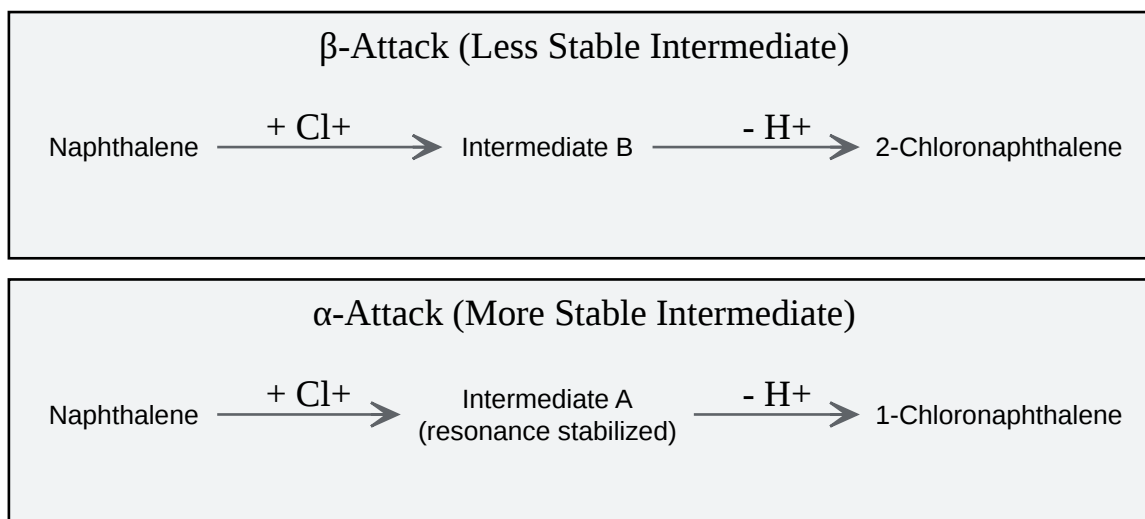 β-Attack (Less Stable Intermediate)
Naphthalene + Cl+ Intermediate B - H+ 2-Chloronaphthalene
α-Attack (More Stable Intermediate)
Naphthalene + Cl+ Intermediate A - H+ 1-Chloronaphthalene
(resonance stabilized)